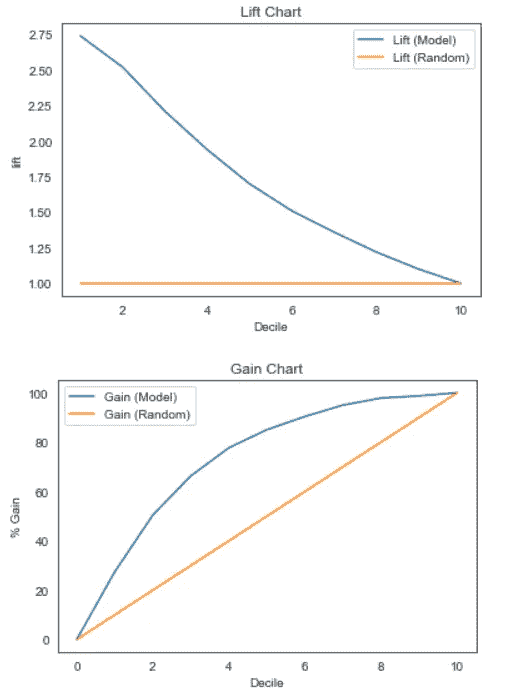 Lift Chart
2.75
2.50
2.25
2.00
1.75
1.50
1.25
1.00
lift
Lift (Model)
Lift (Random)
2 4 6 8 10
Decile
Gain Chart
100
80
60
40
20
0
% Gain
Gain (Model)
Gain (Random)
0 2 4 6 8 10
Decile